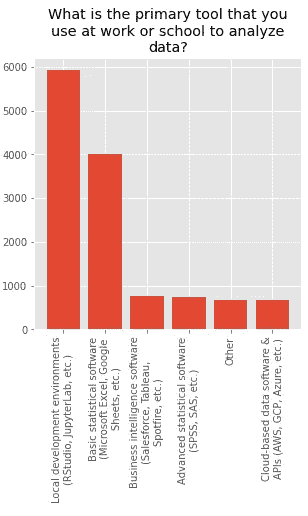 What is the primary tool that you
use at work or school to analyze
data?
6000
5000
4000
3000
2000
1000
0
Local development environments
(RStudio, JupyterLab, etc.)
Basic statistical software
(Microsoft Excel, Google
Sheets, etc.)
Business intelligence software
(Salesforce, Tableau,
Spotfire, etc.)
Advanced statistical software
(SPSS, SAS, etc.)
Other
Cloud-based data software &
APIs (AWS, GCP, Azure, etc.)